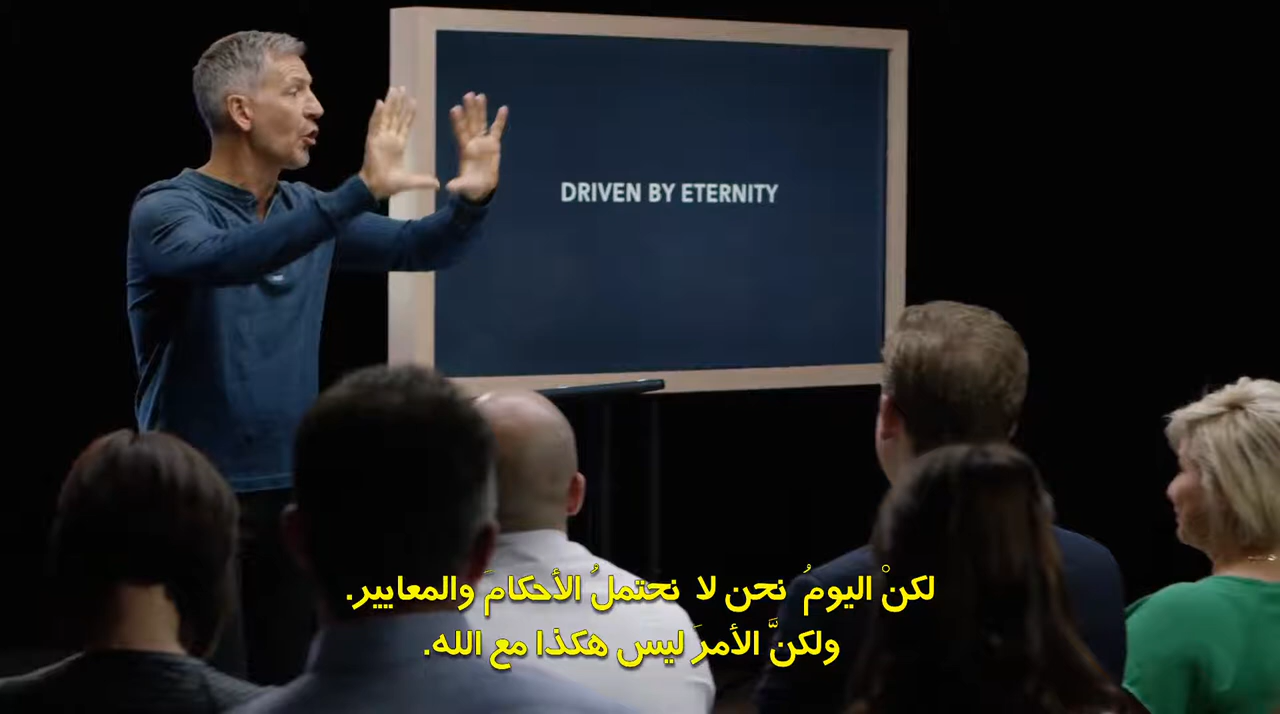 DRIVEN BY ETERNITY
لكنْ اليومُ نحن لا نحتملُ الأحكامَ والمعايير.
ولكنَّ الأمرَ ليس هكذا مع الله.